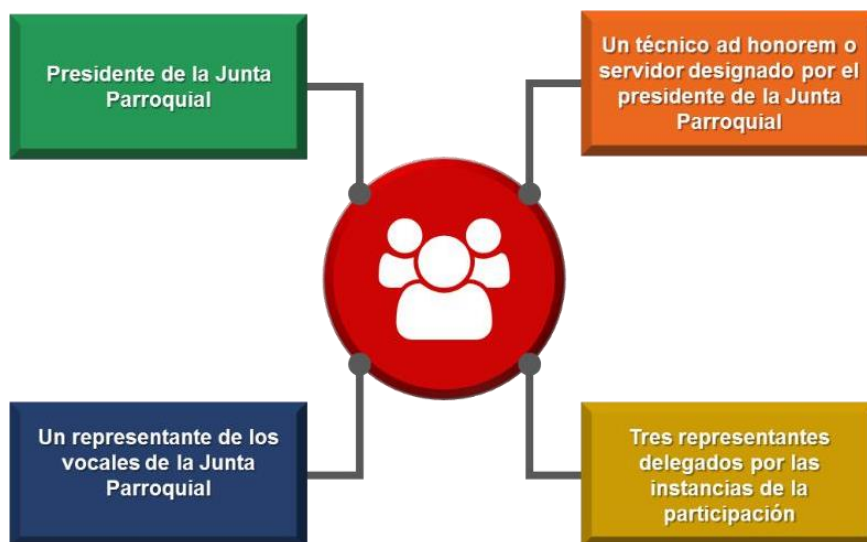 Presidente de la Junta
Parroquial
Un técnico ad honorem o
servidor designado por el
presidente de la Junta
Parroquial
Un representante de los
vocales de la Junta
Parroquial
Tres representantes
delegados por las
instancias de la
participación